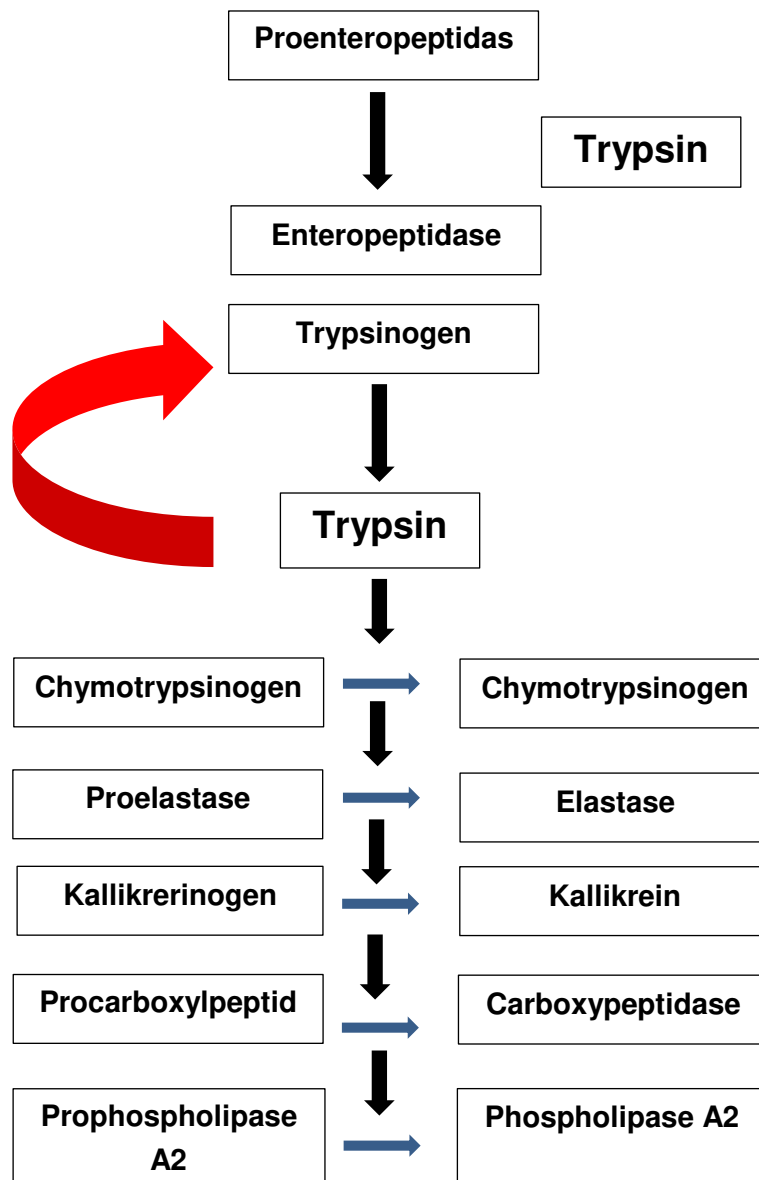 Proenteropeptidas
Trypsin
Enteropeptidase
Trypsinogen
Trypsin
Chymotrypsinogen
Chymotrypsinogen
Proelastase
Elastase
Kallikrerinogen
Kallikrein
Procarboxylpeptid
Carboxypeptidase
Prophospholipase
A2
Phospholipase A2